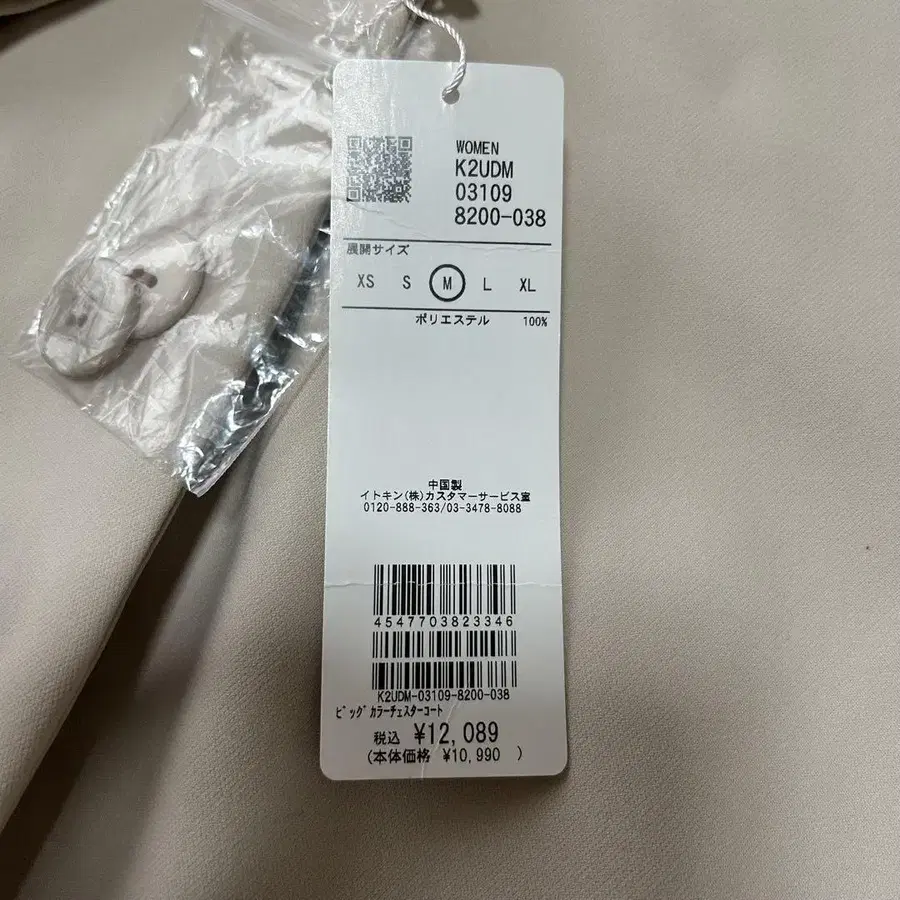 WOMEN
K2UDM
03109
8200-038
展開サイズ
XS S M L XL
ポリエステル 100%
中国製
イトキン(株)カスタマーサービス室
0120-888-363/03-3478-8088
4547703823346
K2UDM-03109-8200-038
ビッグカラーチェスターコート
税込 ¥12,089
(本体価格 ¥10,990 )